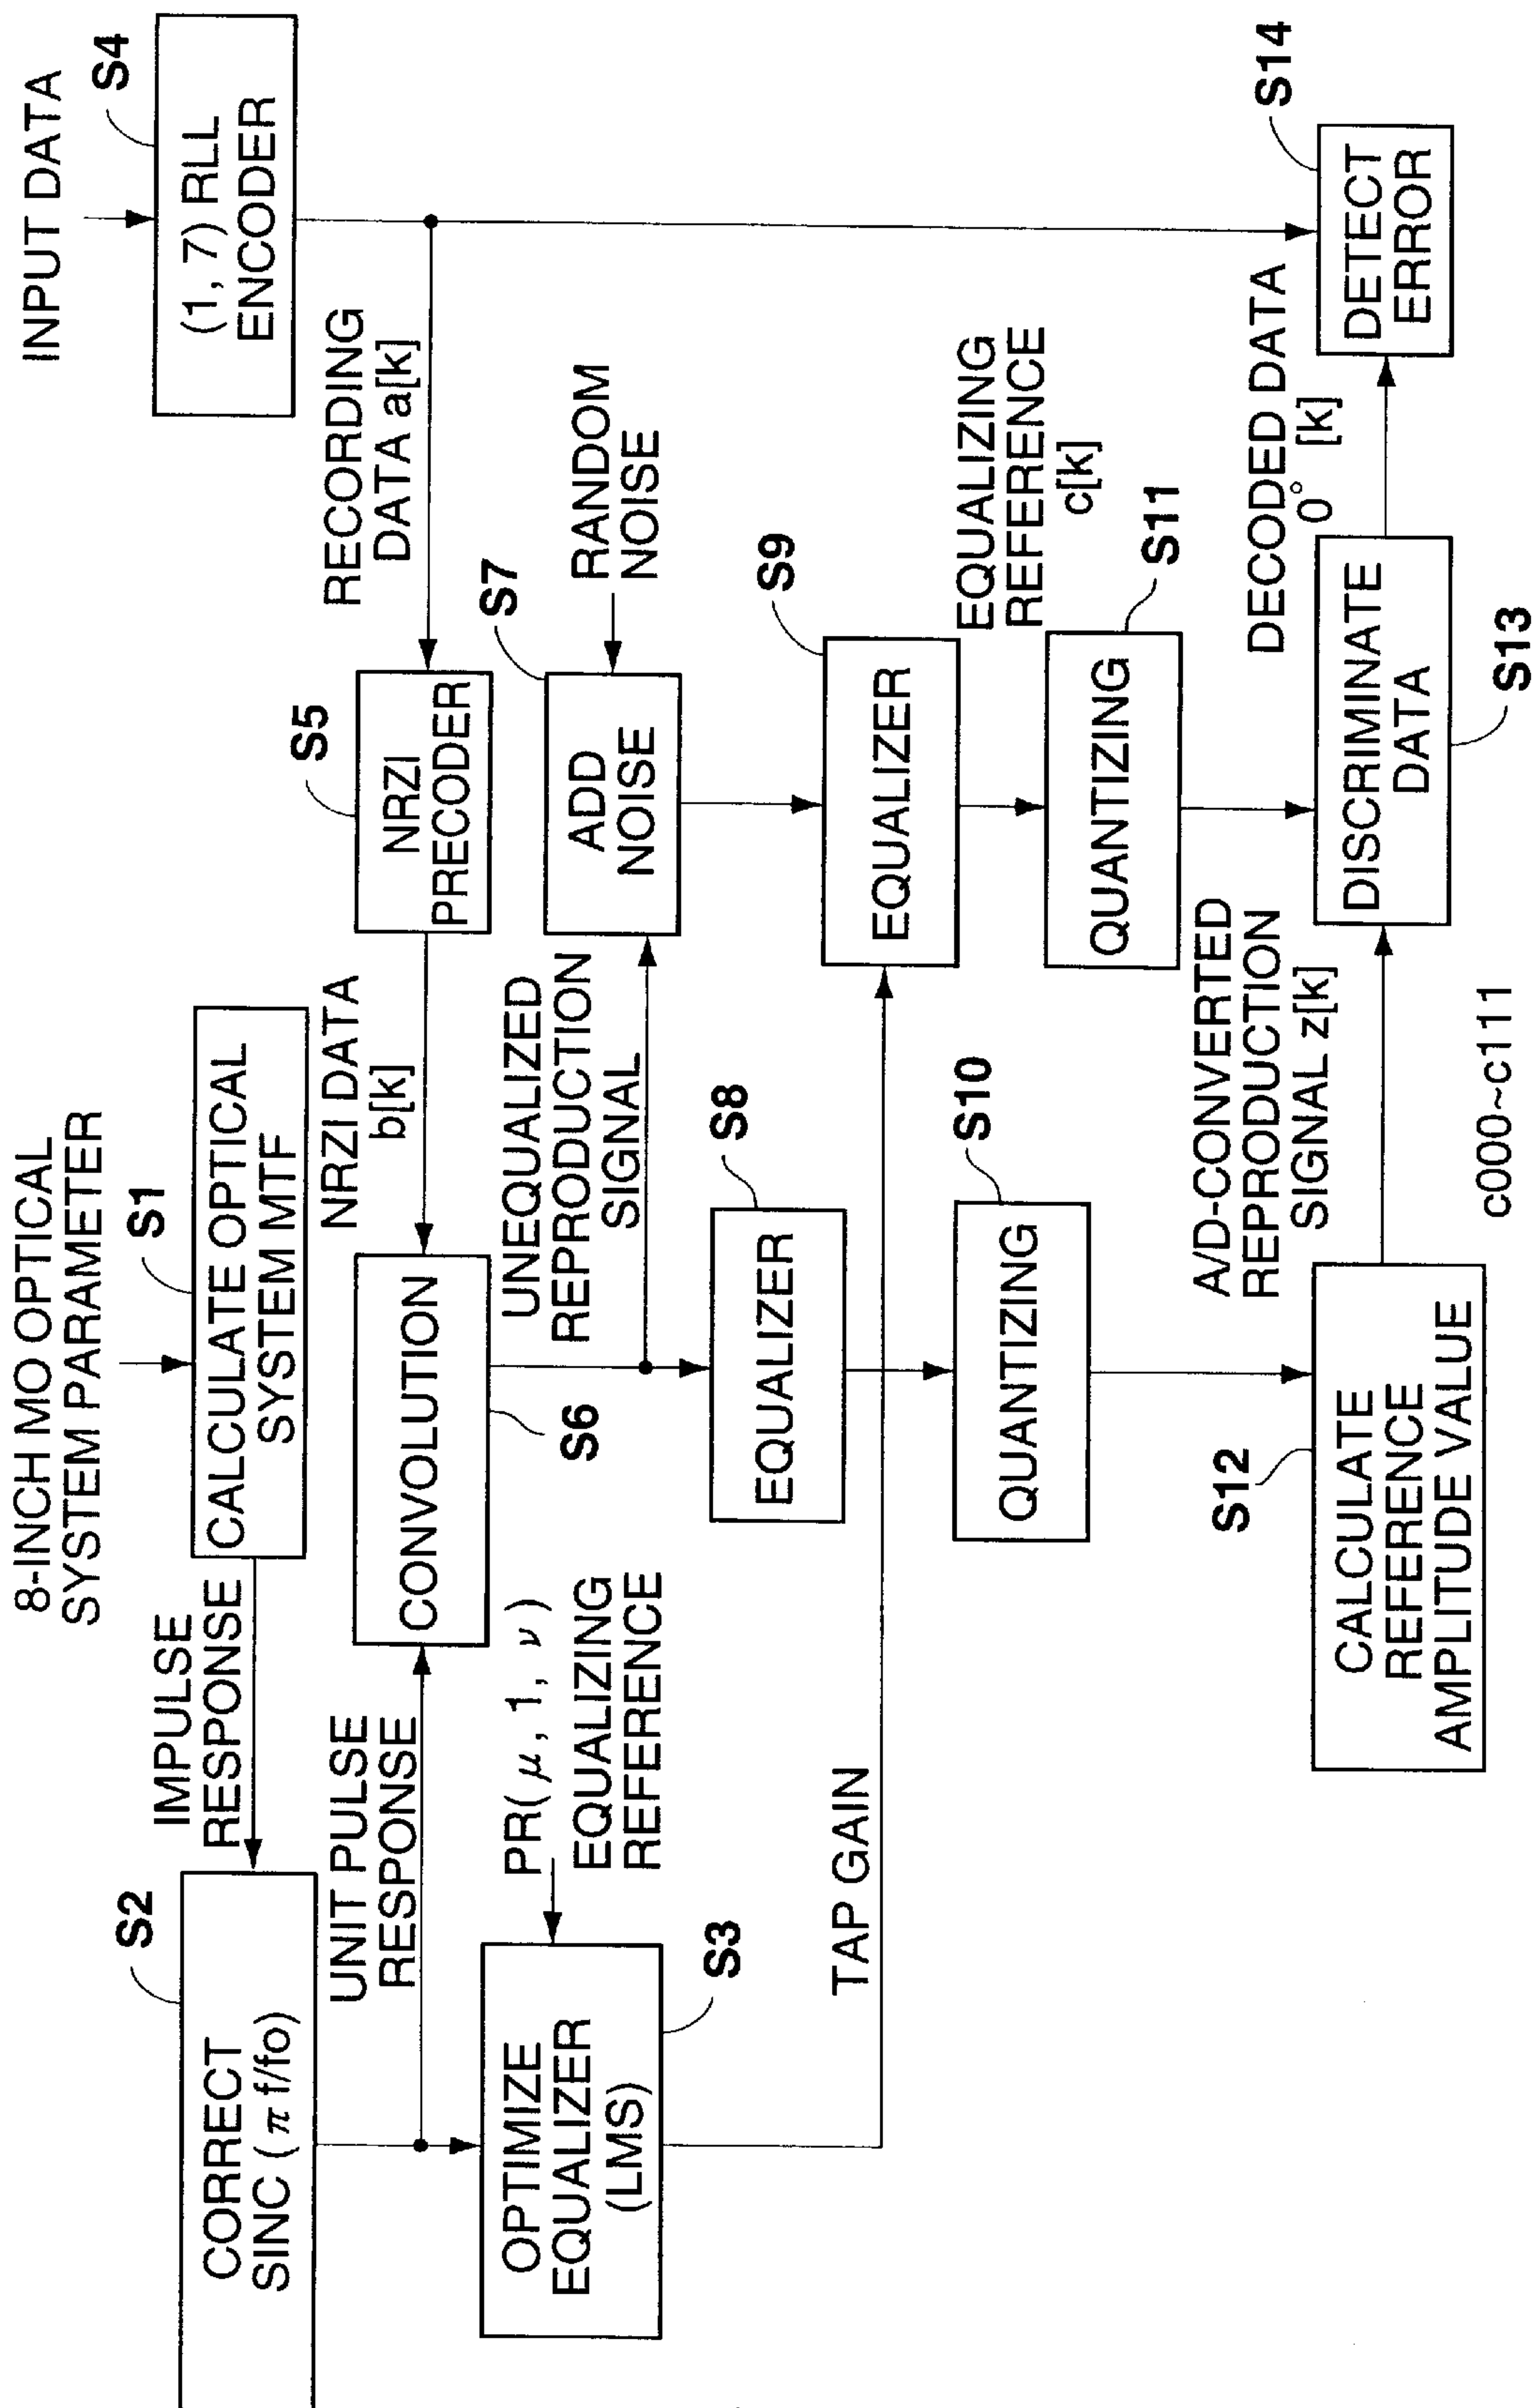 8-INCH MO OPTICAL
SYSTEM PARAMETER
INPUT DATA
S2
CORRECT
SINC (π f/fo)
IMPULSE
RESPONSE
S1
CALCULATE OPTICAL
SYSTEM MTF
S4
(1, 7) RLL
ENCODER
UNIT PULSE
RESPONSE
NRZI DATA
b[k]
S5
NRZI
PRECODER
RECORDING
DATA a[k]
CONVOLUTION
S6
PR(μ, 1, ν)
EQUALIZING
REFERENCE
OPTIMIZE
EQUALIZER
(LMS)
S3
UNEQUALIZED
REPRODUCTION
SIGNAL
S7
ADD
NOISE
RANDOM
NOISE
S8
EQUALIZER
S9
EQUALIZER
TAP GAIN
S10
QUANTIZING
EQUALIZING
REFERENCE
c[k]
S11
QUANTIZING
S12
CALCULATE
REFERENCE
AMPLITUDE VALUE
A/D-CONVERTED
REPRODUCTION
SIGNAL z[k]
c000~c111
DISCRIMINATE
DATA
S13
DECODED DATA
0° [k]
S14
DETECT
ERROR